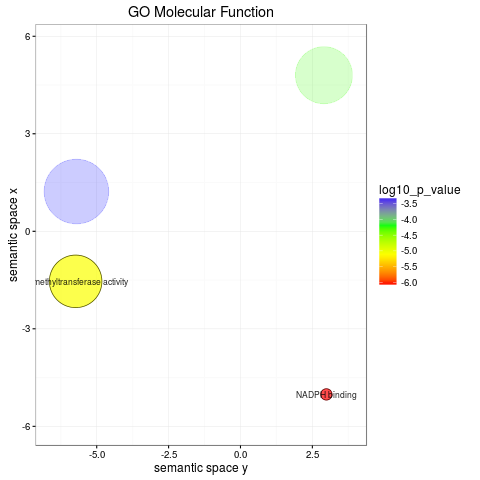 GO Molecular Function
6
3
0
-3
-6
semantic space x
methyltransferase activity
NADPH binding
-5.0
-2.5
0.0
2.5
semantic space y
log10_p_value
-3.5
-4.0
-4.5
-5.0
-5.5
-6.0